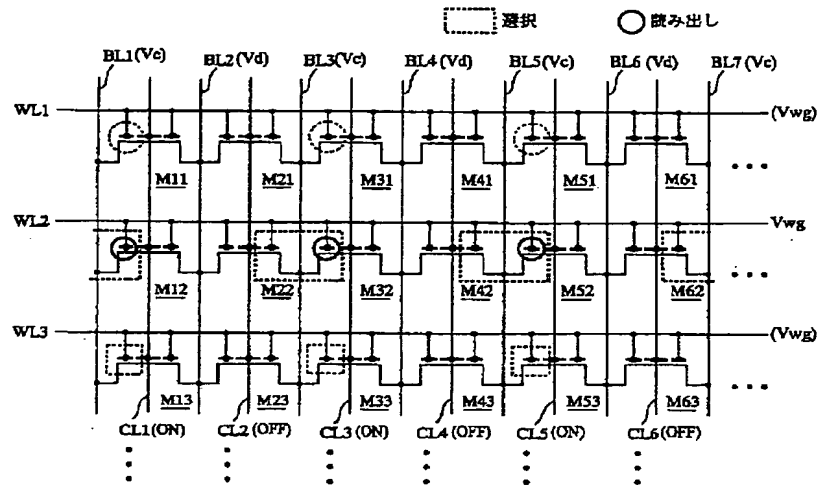 選択 読み出し
BL1(Vc) BL2(Vd) BL3(Vc) BL4(Vd) BL5(Vc) BL6(Vd) BL7(Vc)
WL1 (Vwg)
M11 M21 M31 M41 M51 M61
WL2 Vwg
M12 M22 M32 M42 M52 M62
WL3 (Vwg)
M13 M23 M33 M43 M53 M63
CL1(ON) CL2(OFF) CL3(ON) CL4(OFF) CL5(ON) CL6(OFF)